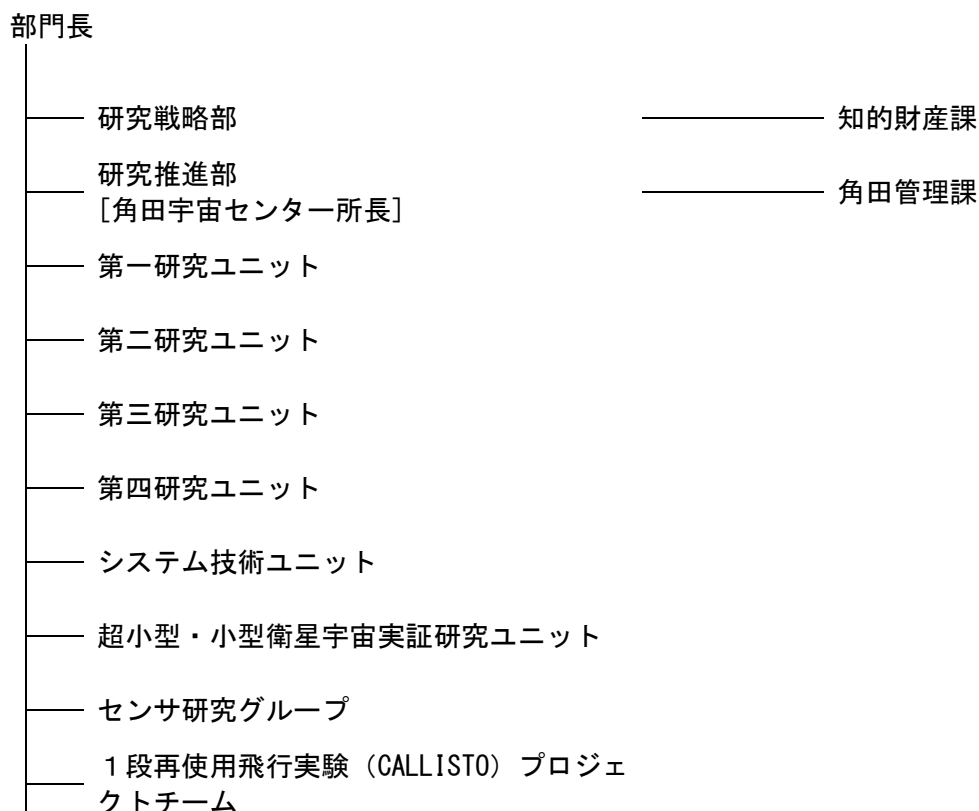 部門長
研究戦略部
知的財産課
研究推進部
[角田宇宙センター所長]
角田管理課
第一研究ユニット
第二研究ユニット
第三研究ユニット
第四研究ユニット
システム技術ユニット
超小型・小型衛星宇宙実証研究ユニット
センサ研究グループ
１段再使用飛行実験（CALLISTO）プロジェ
クトチーム